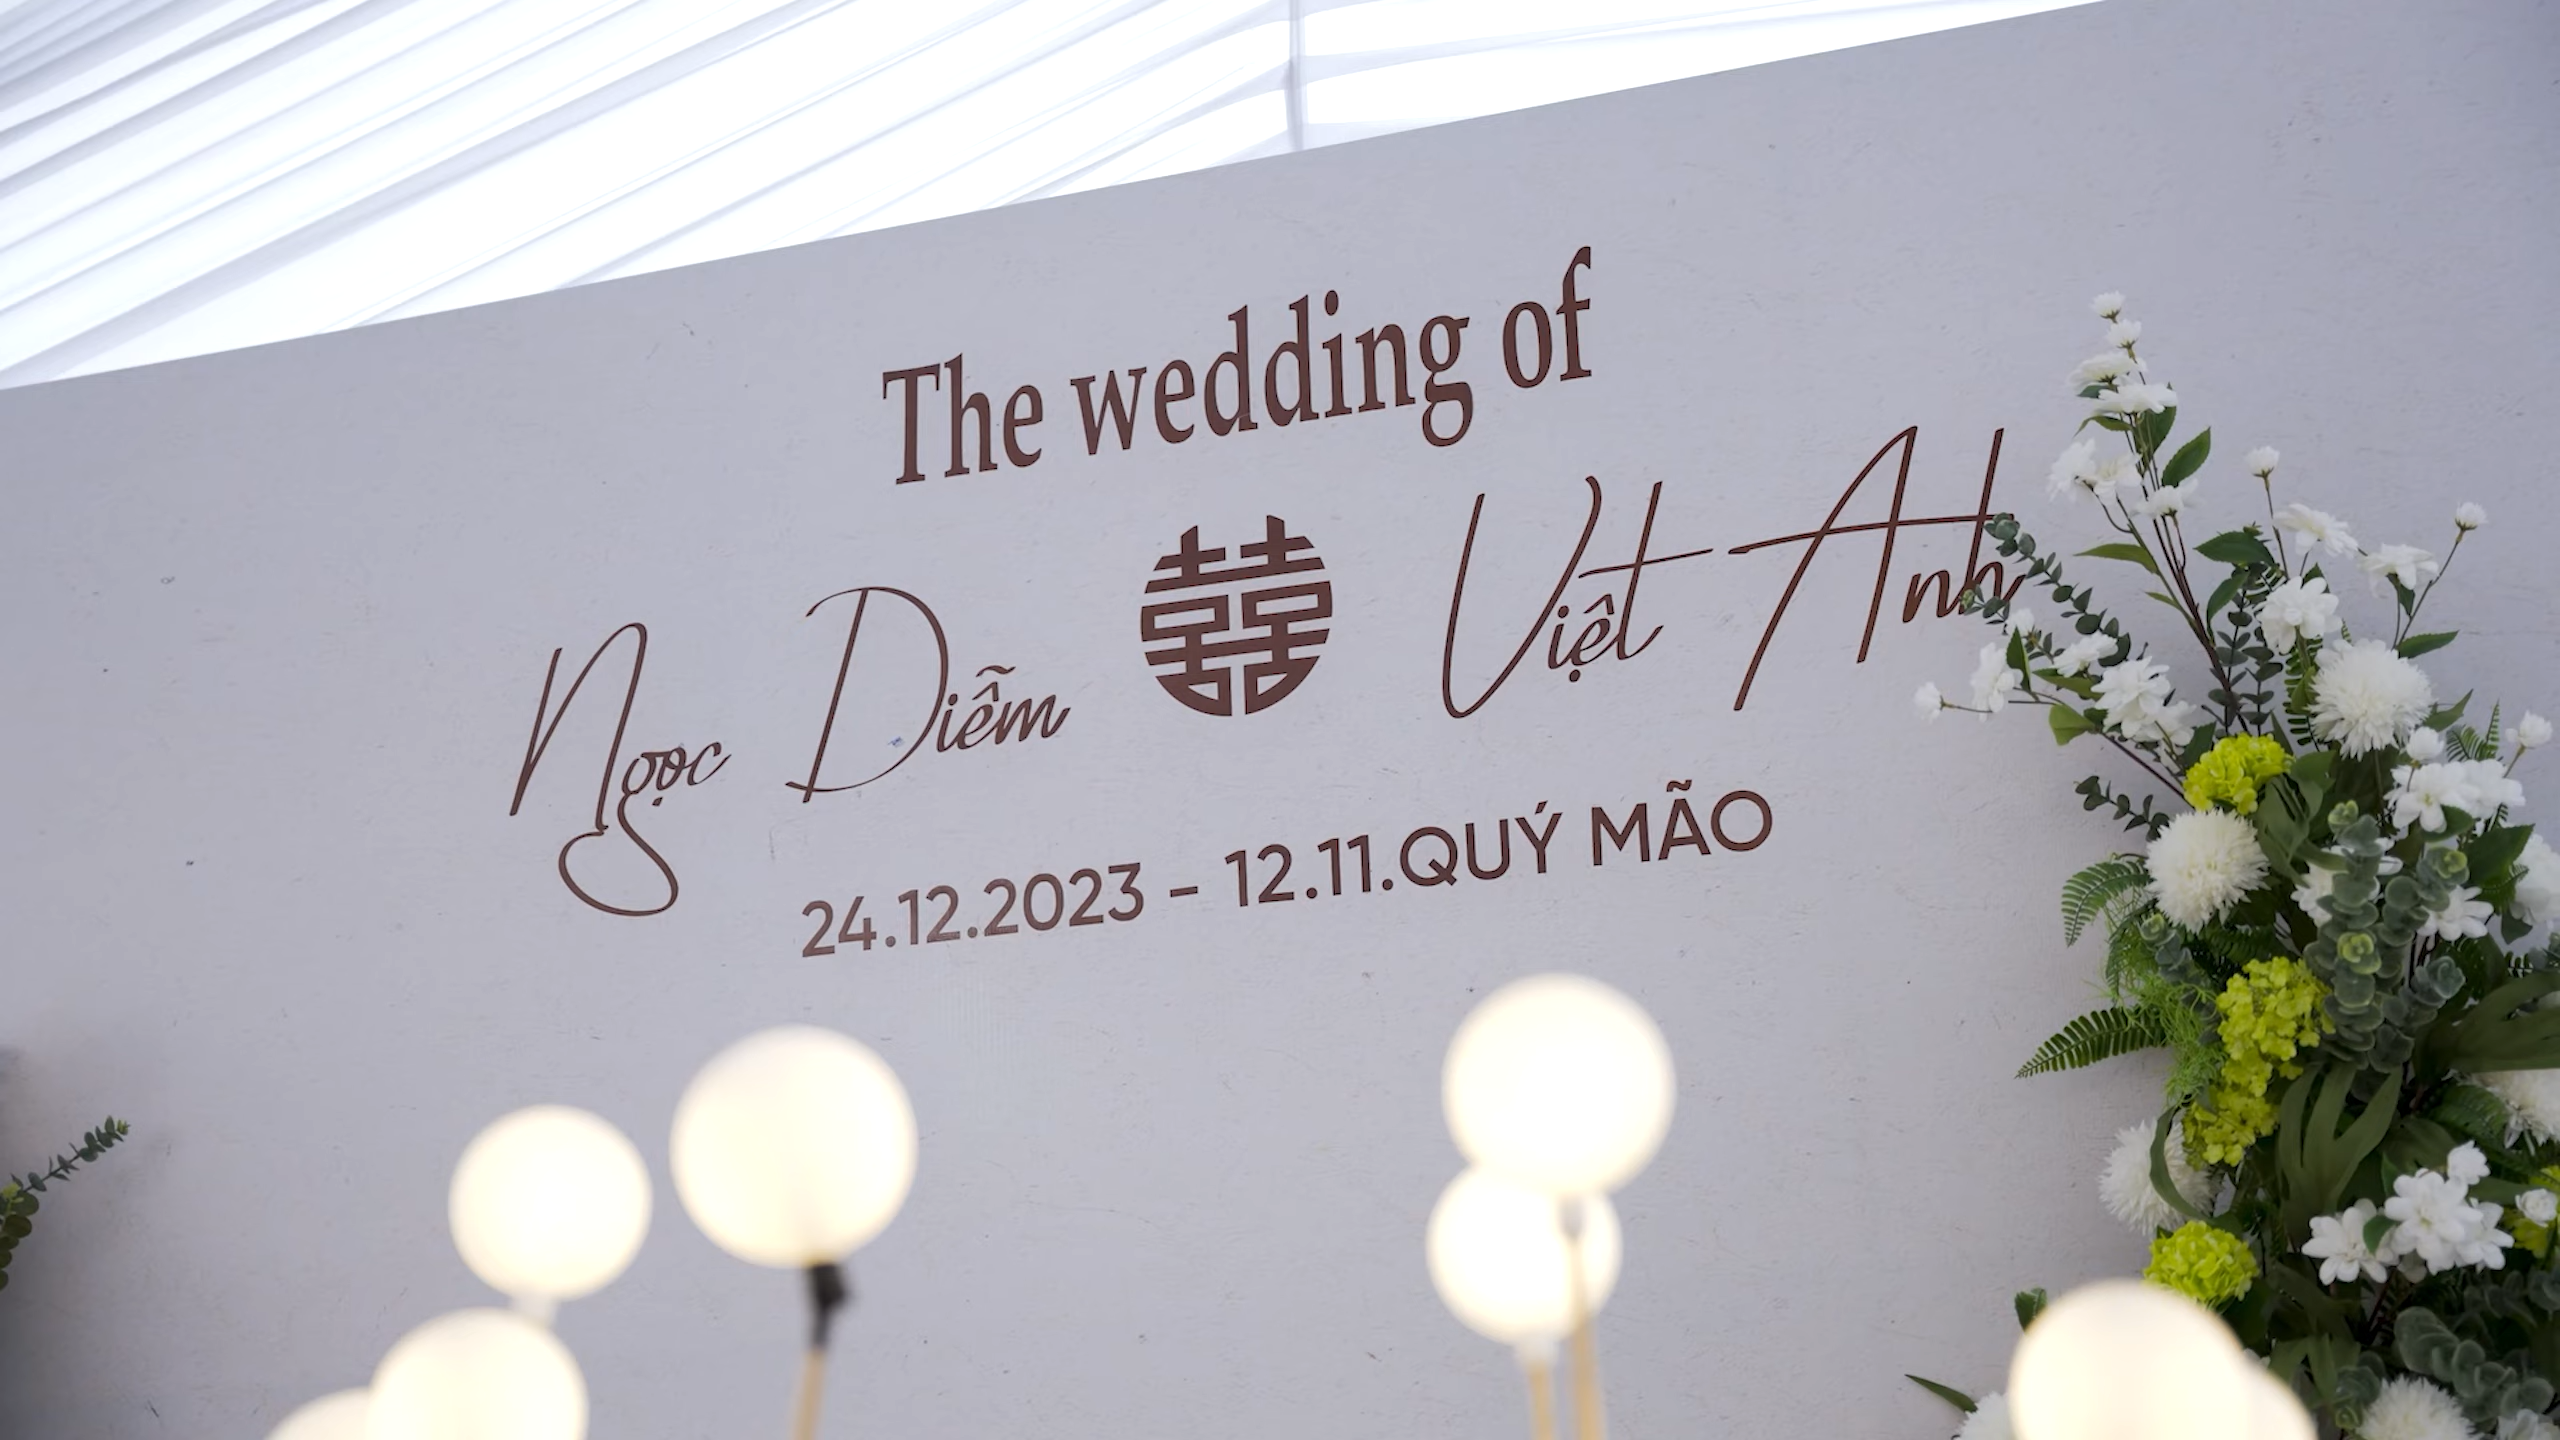 The wedding of
Ngọc Diễm 囍 Việt Anh
24.12.2023 - 12.11.QUÝ MÃO